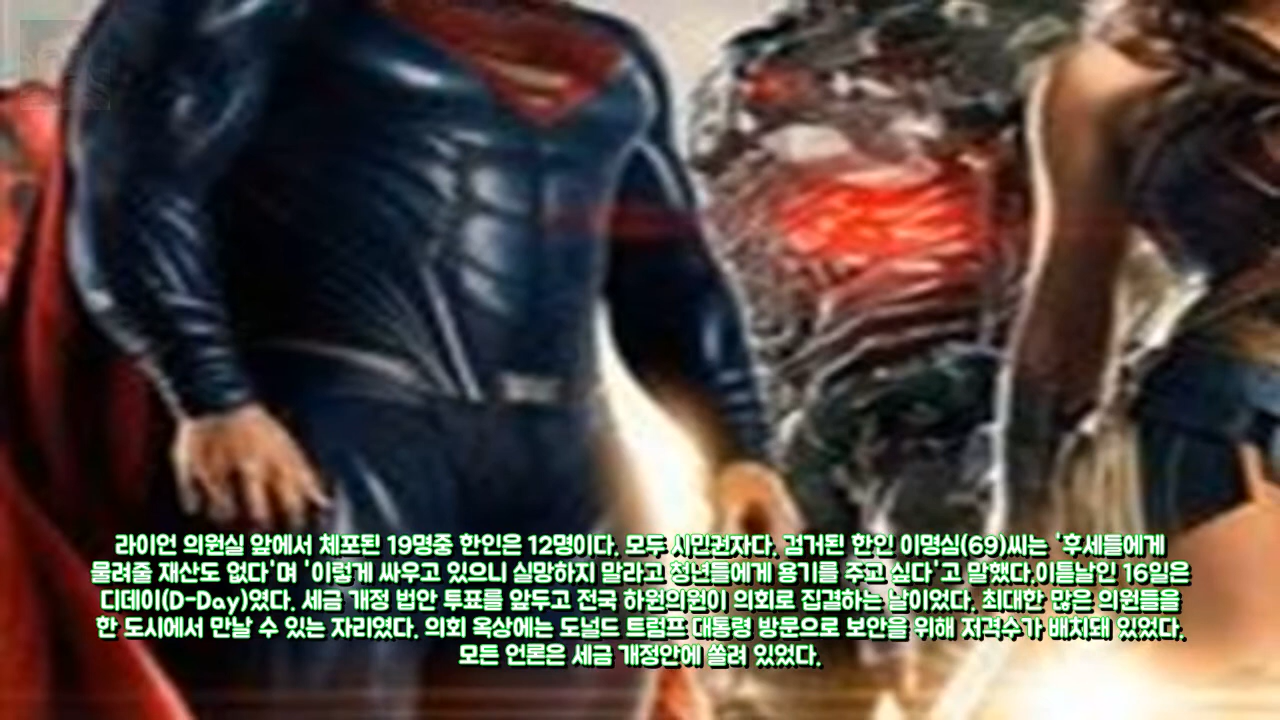 라이언 의원실 앞에서 체포된 19명중 한인은 12명이다. 모두 시민권자다. 검거된 한인 이명심(69)씨는 '후세들에게
물려줄 재산도 없다'며 '이렇게 싸우고 있으니 실망하지 말라고 청년들에게 용기를 주고 싶다'고 말했다.이튿날인 16일은
디데이(D-Day)였다. 세금 개정 법안 투표를 앞두고 전국 하원의원이 의회로 집결하는 날이었다. 최대한 많은 의원들을
한 도시에서 만날 수 있는 자리였다. 의회 옥상에는 도널드 트럼프 대통령 방문으로 보안을 위해 저격수가 배치돼 있었다.
모든 언론은 세금 개정안에 쏠려 있었다.